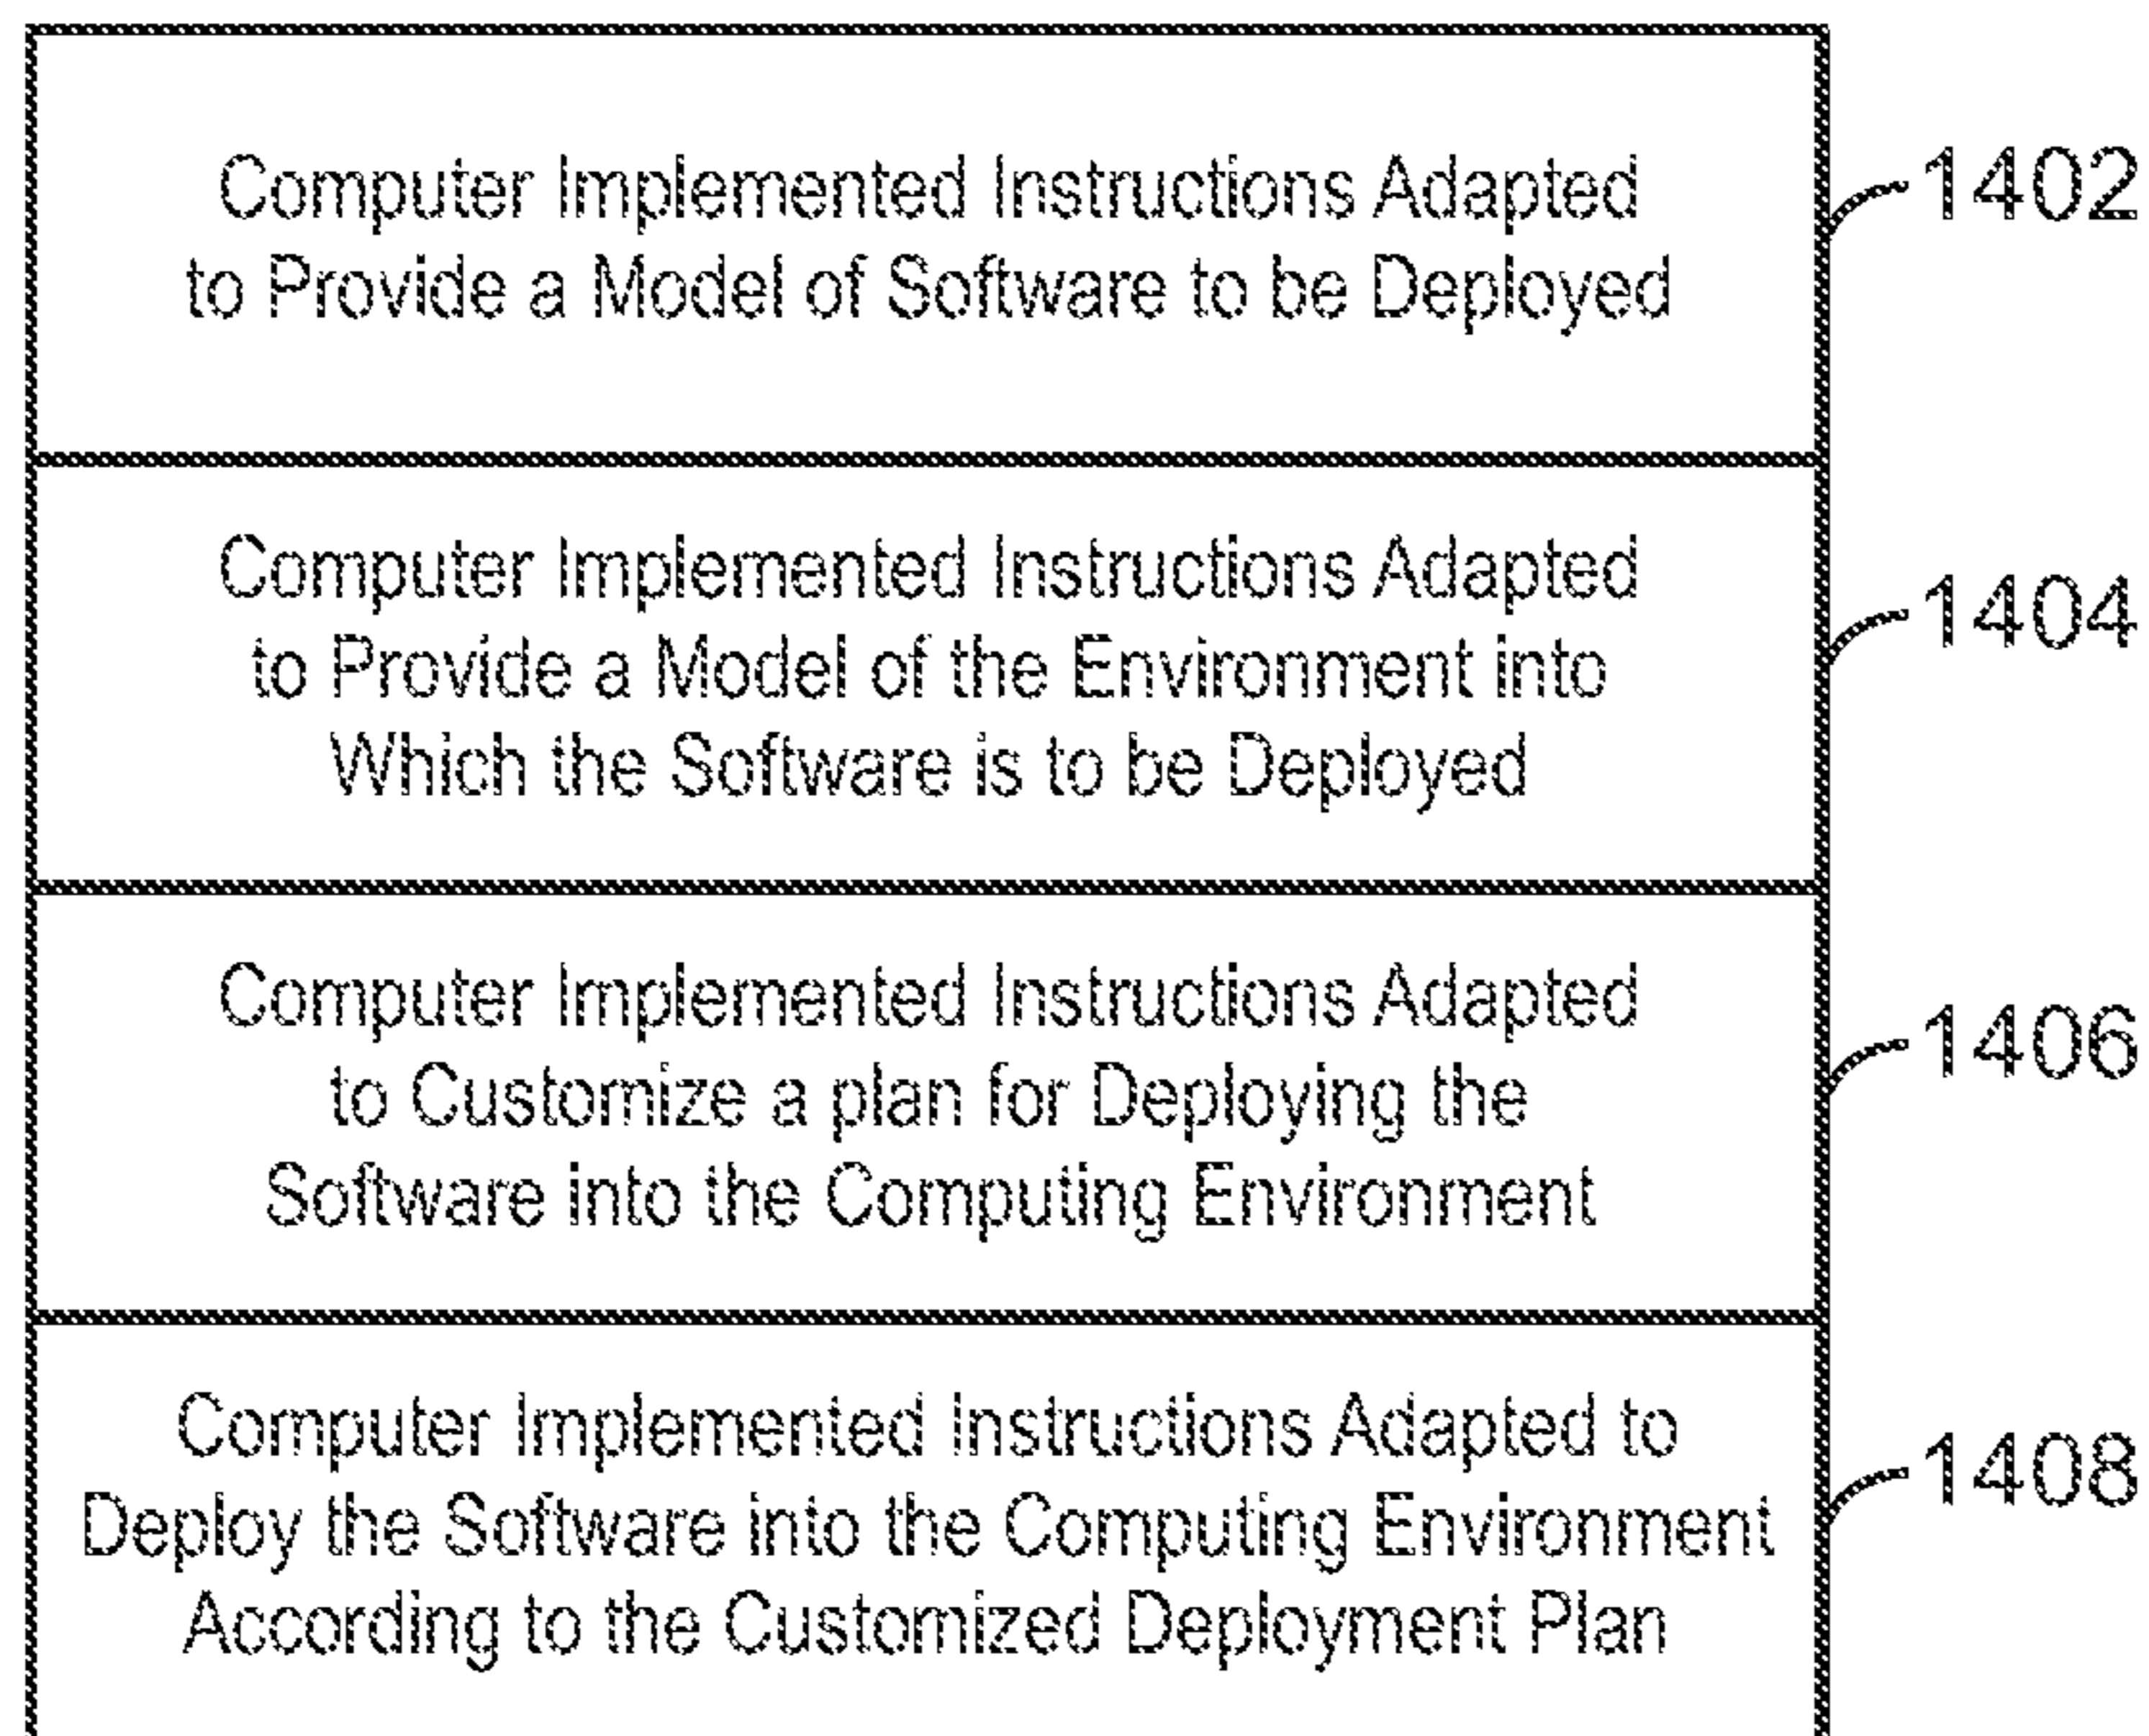 Computer Implemented Instructions Adapted
to Provide a Model of Software to be Deployed
1402
Computer Implemented Instructions Adapted
to Provide a Model of the Environment into
Which the Software is to be Deployed
1404
Computer Implemented Instructions Adapted
to Customize a plan for Deploying the
Software into the Computing Environment
1406
Computer Implemented Instructions Adapted to
Deploy the Software into the Computing Environment
According to the Customized Deployment Plan
1408